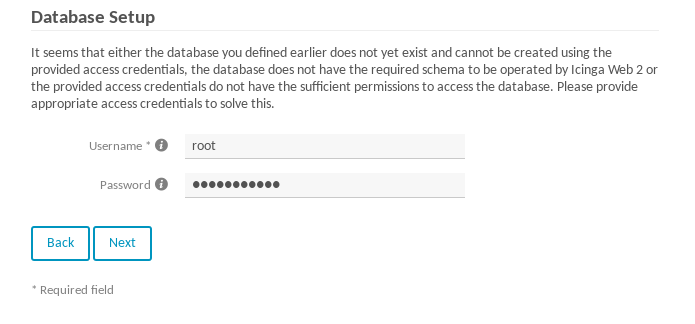 Database Setup
It seems that either the database you defined earlier does not yet exist and cannot be created using the
provided access credentials, the database does not have the required schema to be operated by Icinga Web 2 or
the provided access credentials do not have the sufficient permissions to access the database. Please provide
appropriate access credentials to solve this.
Username * i root
Password i ●●●●●●●●●●●
Back Next
* Required field